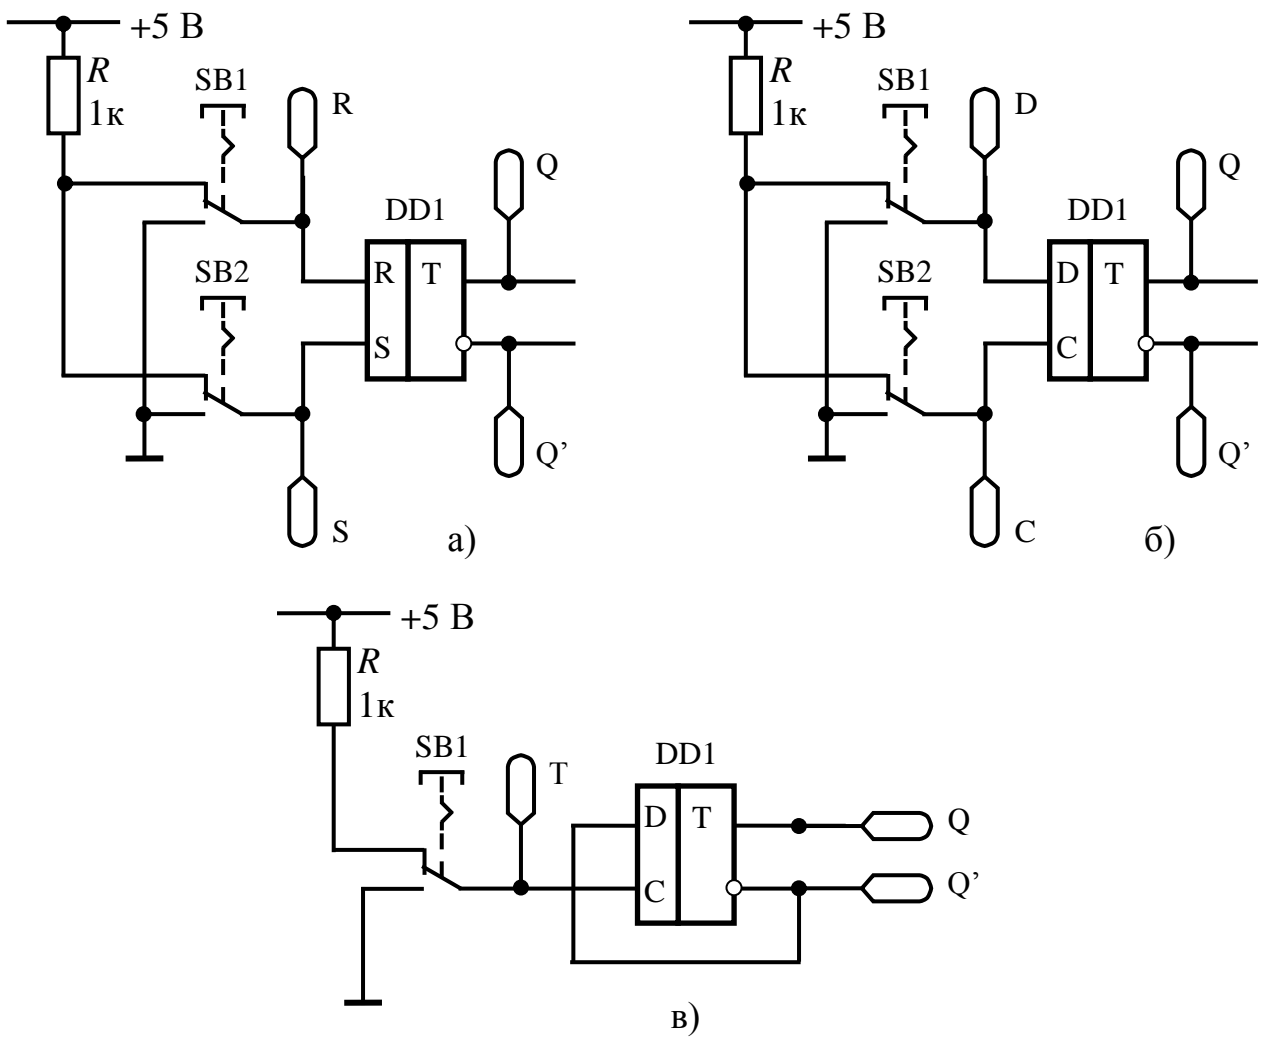 +5 В
R
1к
SB1
R
Q
DD1
R
T
SB2
S
Q’
S
а)
+5 В
R
1к
SB1
D
Q
DD1
D
T
SB2
C
Q’
C
б)
+5 В
R
1к
SB1
T
DD1
D
T
Q
C
Q’
в)